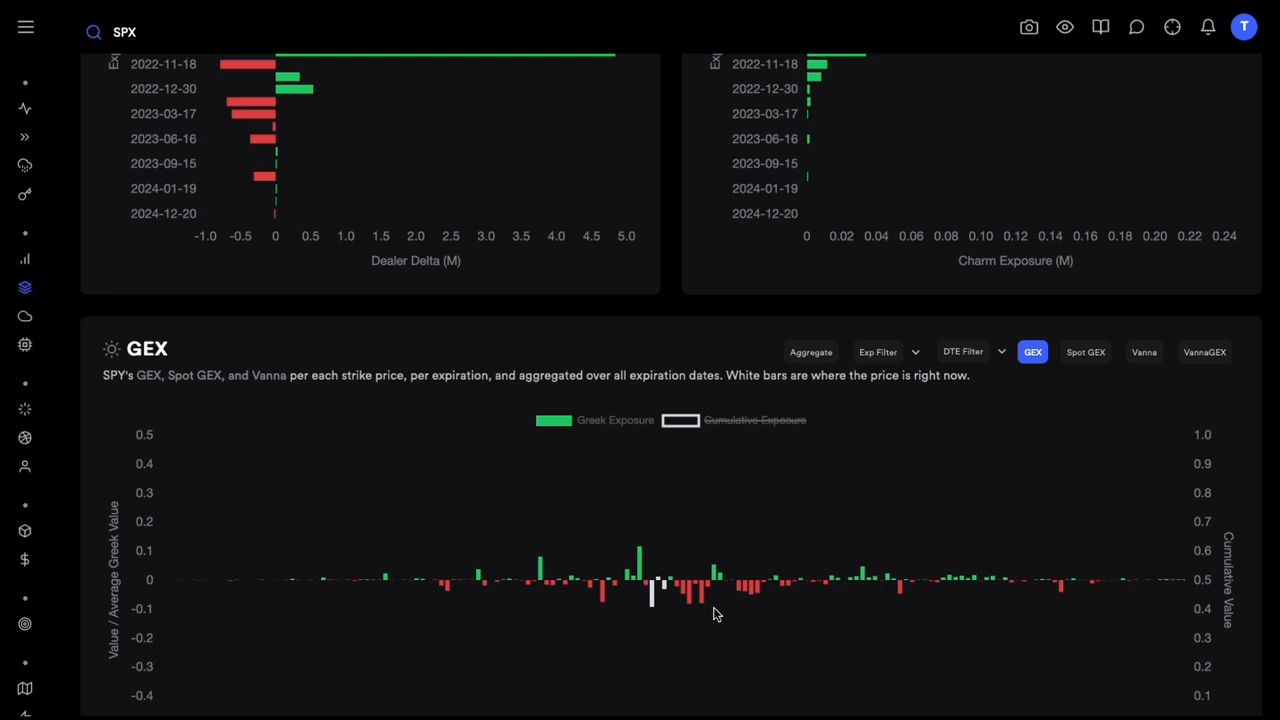 SPX
T
Ex
2022-11-18
2022-12-30
2023-03-17
2023-06-16
2023-09-15
2024-01-19
2024-12-20
-1.0 -0.5 0 0.5 1.0 1.5 2.0 2.5 3.0 3.5 4.0 4.5 5.0
Dealer Delta (M)
Ex
2022-11-18
2022-12-30
2023-03-17
2023-06-16
2023-09-15
2024-01-19
2024-12-20
0 0.02 0.04 0.06 0.08 0.10 0.12 0.14 0.16 0.18 0.20 0.22 0.24
Charm Exposure (M)
GEX
Aggregate Exp Filter DTE Filter GEX Spot GEX Vanna VannaGEX
SPY's GEX, Spot GEX, and Vanna per each strike price, per expiration, and aggregated over all expiration dates. White bars are where the price is right now.
Greek Exposure Cumulative Exposure
Value / Average Greek Value
0.5
0.4
0.3
0.2
0.1
0
-0.1
-0.2
-0.3
-0.4
1.0
0.9
0.8
0.7
0.6
0.5
0.4
0.3
0.2
0.1
Cumulative Value